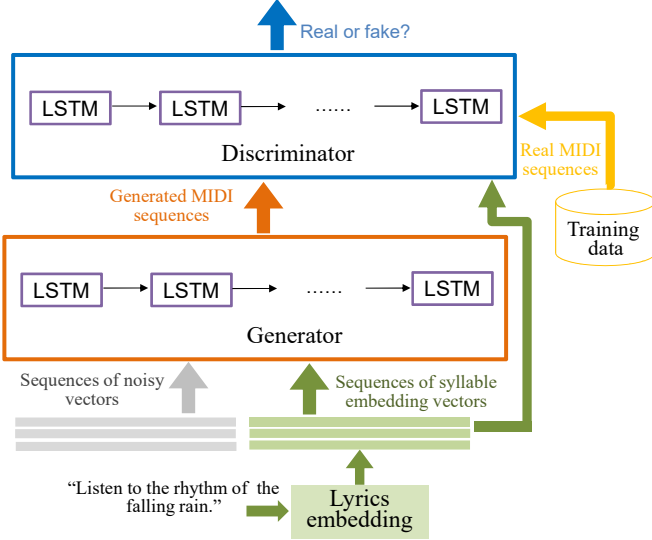 Real or fake?
LSTM
LSTM
……
LSTM
Discriminator
Real MIDI
sequences
Generated MIDI
sequences
Training
data
LSTM
LSTM
……
LSTM
Generator
Sequences of noisy
vectors
Sequences of syllable
embedding vectors
“Listen to the rhythm of the
falling rain.”
Lyrics
embedding